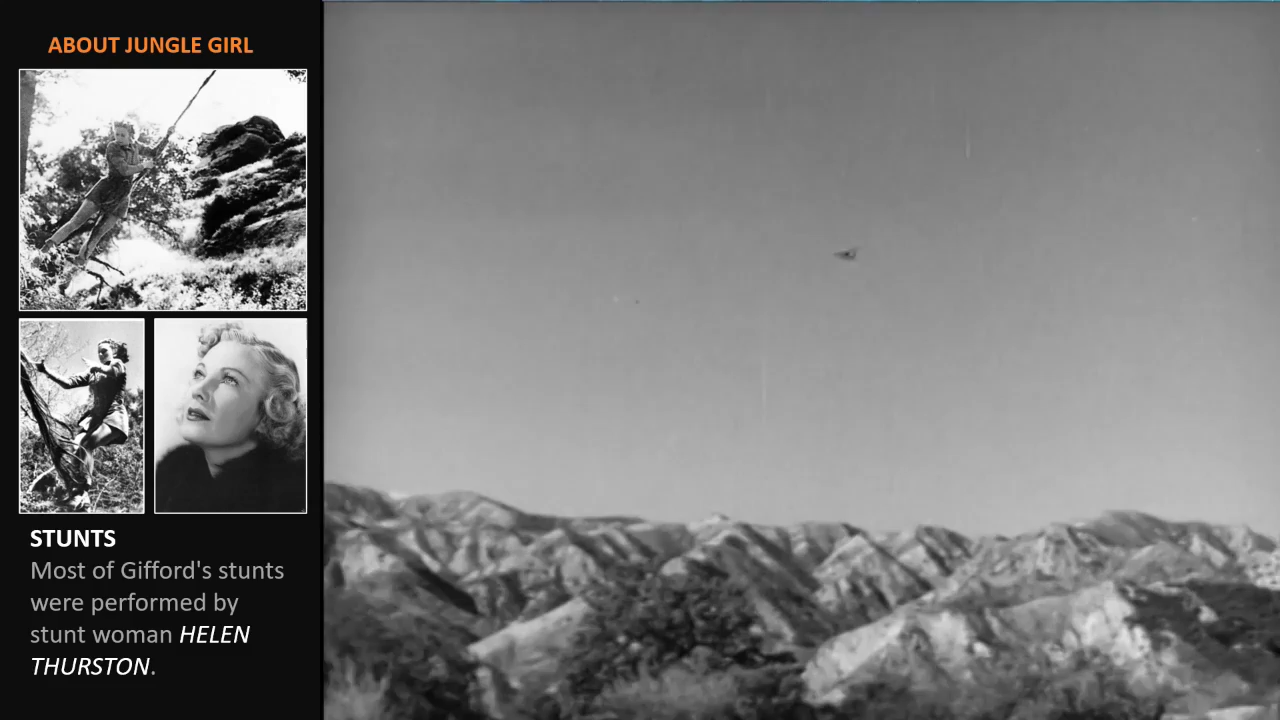 ABOUT JUNGLE GIRL
STUNTS
Most of Gifford's stunts
were performed by
stunt woman HELEN
THURSTON.